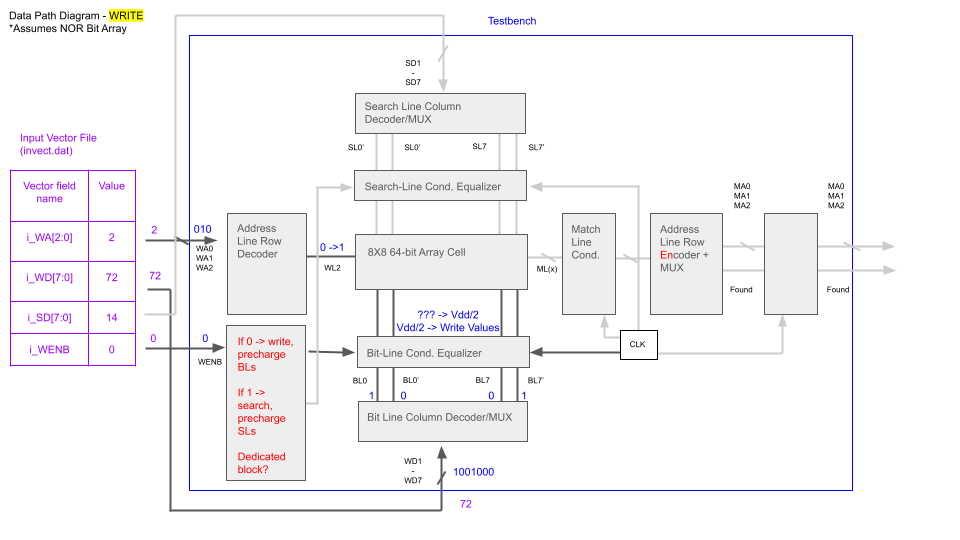 Data Path Diagram - WRITE
*Assumes NOR Bit Array
Testbench
SD1
-
SD7
Search Line Column
Decoder/MUX
SL0'
SL0'
SL7
SL7'
Input Vector File
(invect.dat)
Vector field
name
Value
i_WA[2:0]
2
i_WD[7:0]
72
i_SD[7:0]
14
i_WENB
0
2
72
0
010
WA0
WA1
WA2
0
WENB
Address
Line Row
Decoder
0 ->1
WL2
Search-Line Cond. Equalizer
8X8 64-bit Array Cell
ML(x)
Match
Line
Cond.
Address
Line Row
Encoder +
MUX
MA0
MA1
MA2
Found
MA0
MA1
MA2
Found
??? -> Vdd/2
Vdd/2 -> Write Values
If 0 -> write,
precharge
BLs
If 1 ->
search,
precharge
SLs
Dedicated
block?
Bit-Line Cond. Equalizer
CLK
BL0
BL0'
BL7
BL7'
1
0
0
1
Bit Line Column Decoder/MUX
WD1
-
WD7
1001000
72